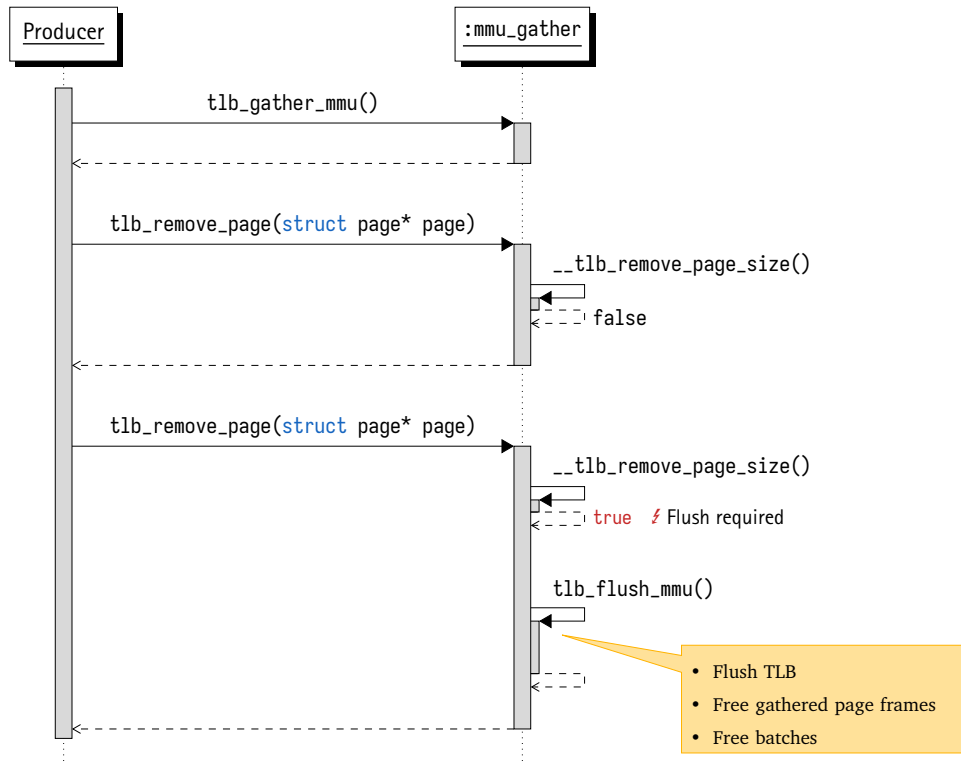 Producer
:mmu_gather
tlb_gather_mmu()
tlb_remove_page(struct page* page)
__tlb_remove_page_size()
false
tlb_remove_page(struct page* page)
__tlb_remove_page_size()
true Flush required
tlb_flush_mmu()
• Flush TLB
• Free gathered page frames
• Free batches